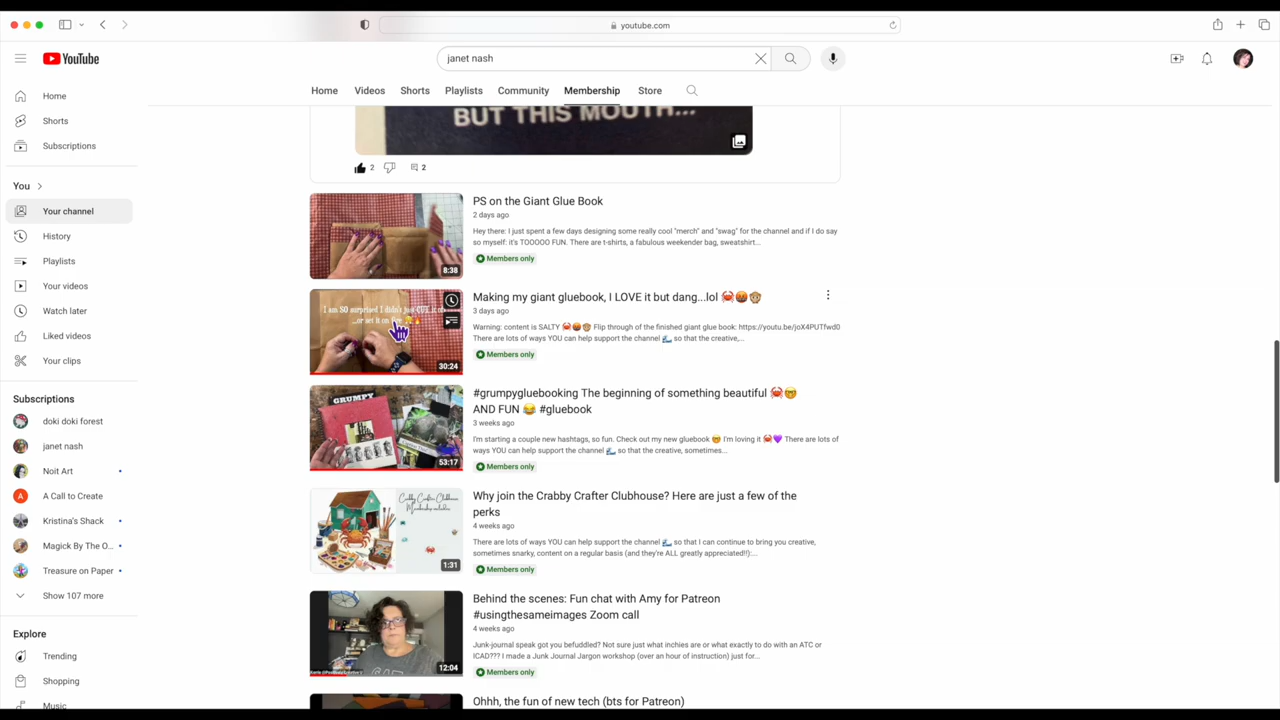 youtube.com
YouTube
janet nash
Home Videos Shorts Playlists Community Membership Store
Home
Shorts
Subscriptions
You
Your channel
History
Playlists
Your videos
Watch later
Liked videos
Your clips
Subscriptions
doki doki forest
janet nash
Noit Art
A A Call to Create
Kristina's Shack
Magick By The O...
Treasure on Paper
Show 107 more
Explore
Trending
Shopping
Music
BUT THIS MOUTH...
2 2
8:38
PS on the Giant Glue Book
2 days ago
Hey there: I just spent a few days designing some really cool "merch" and "swag" for the channel and if I do say
so myself: it's TOOOOO FUN. There are t-shirts, a fabulous weekender bag, sweatshirt...
Members only
I am SO surprised I didn't just
30:24
Making my giant gluebook, I LOVE it but dang...lol 🦀🤬🙊
3 days ago
Warning: content is SALTY 🦀🤬🙊 Flip through of the finished giant glue book: https://youtu.be/joX4PUTfwd0
There are lots of ways YOU can help support the channel 🌊 so that the creative,...
Members only
GRUMPY
53:17
#grumpygluebooking The beginning of something beautiful 🦀🤓
AND FUN 😂 #gluebook
3 weeks ago
I'm starting a couple new hashtags, so fun. Check out my new gluebook 🤓 I'm loving it 🦀💜 There are lots of
ways YOU can help support the channel 🌊 so that the creative, sometimes...
Members only
Crabby Crafter Clubhouse
Membership includes:
1:31
Why join the Crabby Crafter Clubhouse? Here are just a few of the
perks
4 weeks ago
There are lots of ways YOU can help support the channel 🌊 so that I can continue to bring you creative,
sometimes snarky, content on a regular basis (and they're ALL greatly appreciated!!):...
Members only
12:04
Behind the scenes: Fun chat with Amy for Patreon
#usingthesameimages Zoom call
4 weeks ago
Junk-journal speak got you befuddled? Not sure just what inchies are or what exactly to do with an ATC or
ICAD??? I made a Junk Journal Jargon workshop (over an hour of instruction) just for...
Members only
Ohhh, the fun of new tech (bts for Patreon)